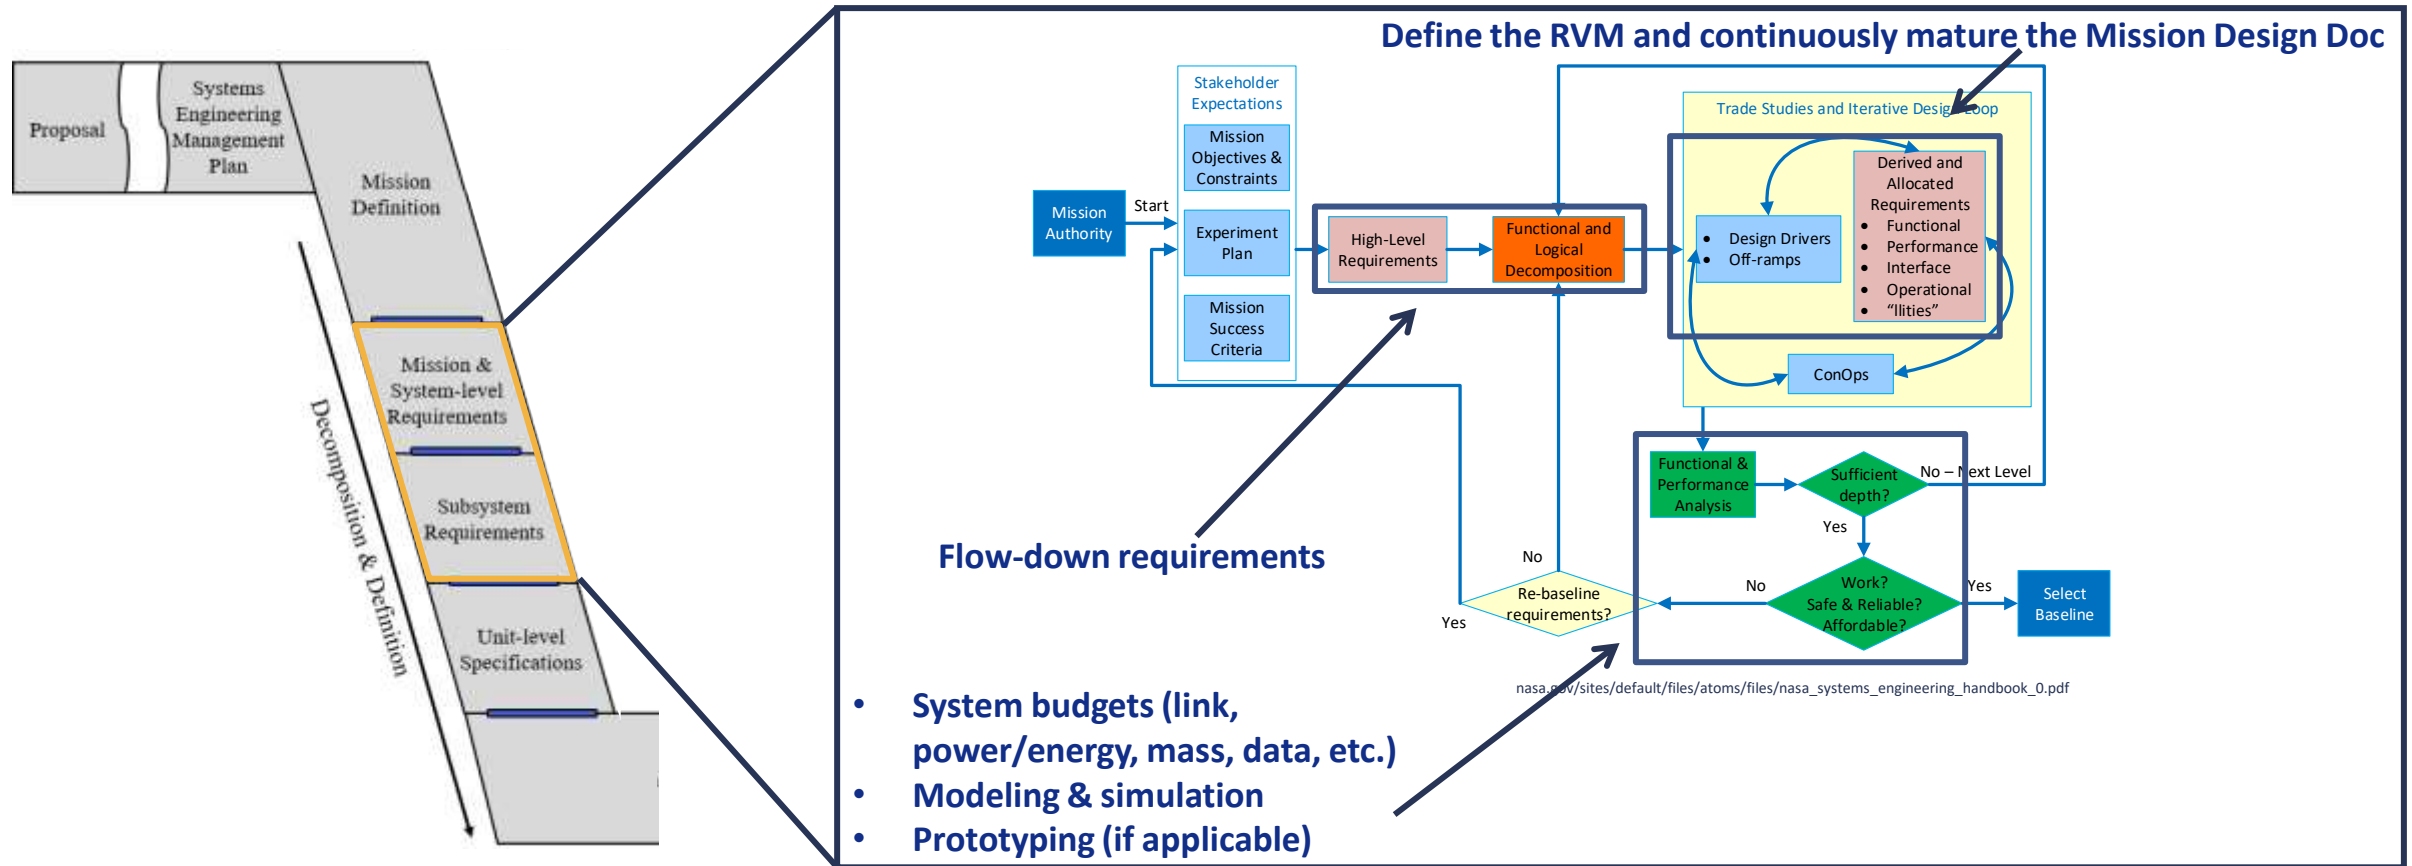 Proposal
Systems
Engineering
Management
Plan
Mission
Definition
Mission &
System-level
Requirements
Subsystem
Requirements
Unit-level
Specifications
Decomposition & Definition
Define the RVM and continuously mature the Mission Design Doc
Stakeholder
Expectations
Mission
Objectives &
Constraints
Mission
Authority
Start
Experiment
Plan
Mission
Success
Criteria
High-Level
Requirements
Functional and
Logical
Decomposition
Trade Studies and Iterative Design Loop
• Design Drivers
• Off-ramps
Derived and
Allocated
Requirements
• Functional
• Performance
• Interface
• Operational
• "Ilities"
ConOps
Functional &
Performance
Analysis
Sufficient
depth?
No – Next Level
Yes
Work?
Safe & Reliable?
Affordable?
Yes
Select
Baseline
No
Re-baseline
requirements?
No
Yes
Flow-down requirements
nasa.gov/sites/default/files/atoms/files/nasa_systems_engineering_handbook_0.pdf
• System budgets (link,
power/energy, mass, data, etc.)
• Modeling & simulation
• Prototyping (if applicable)